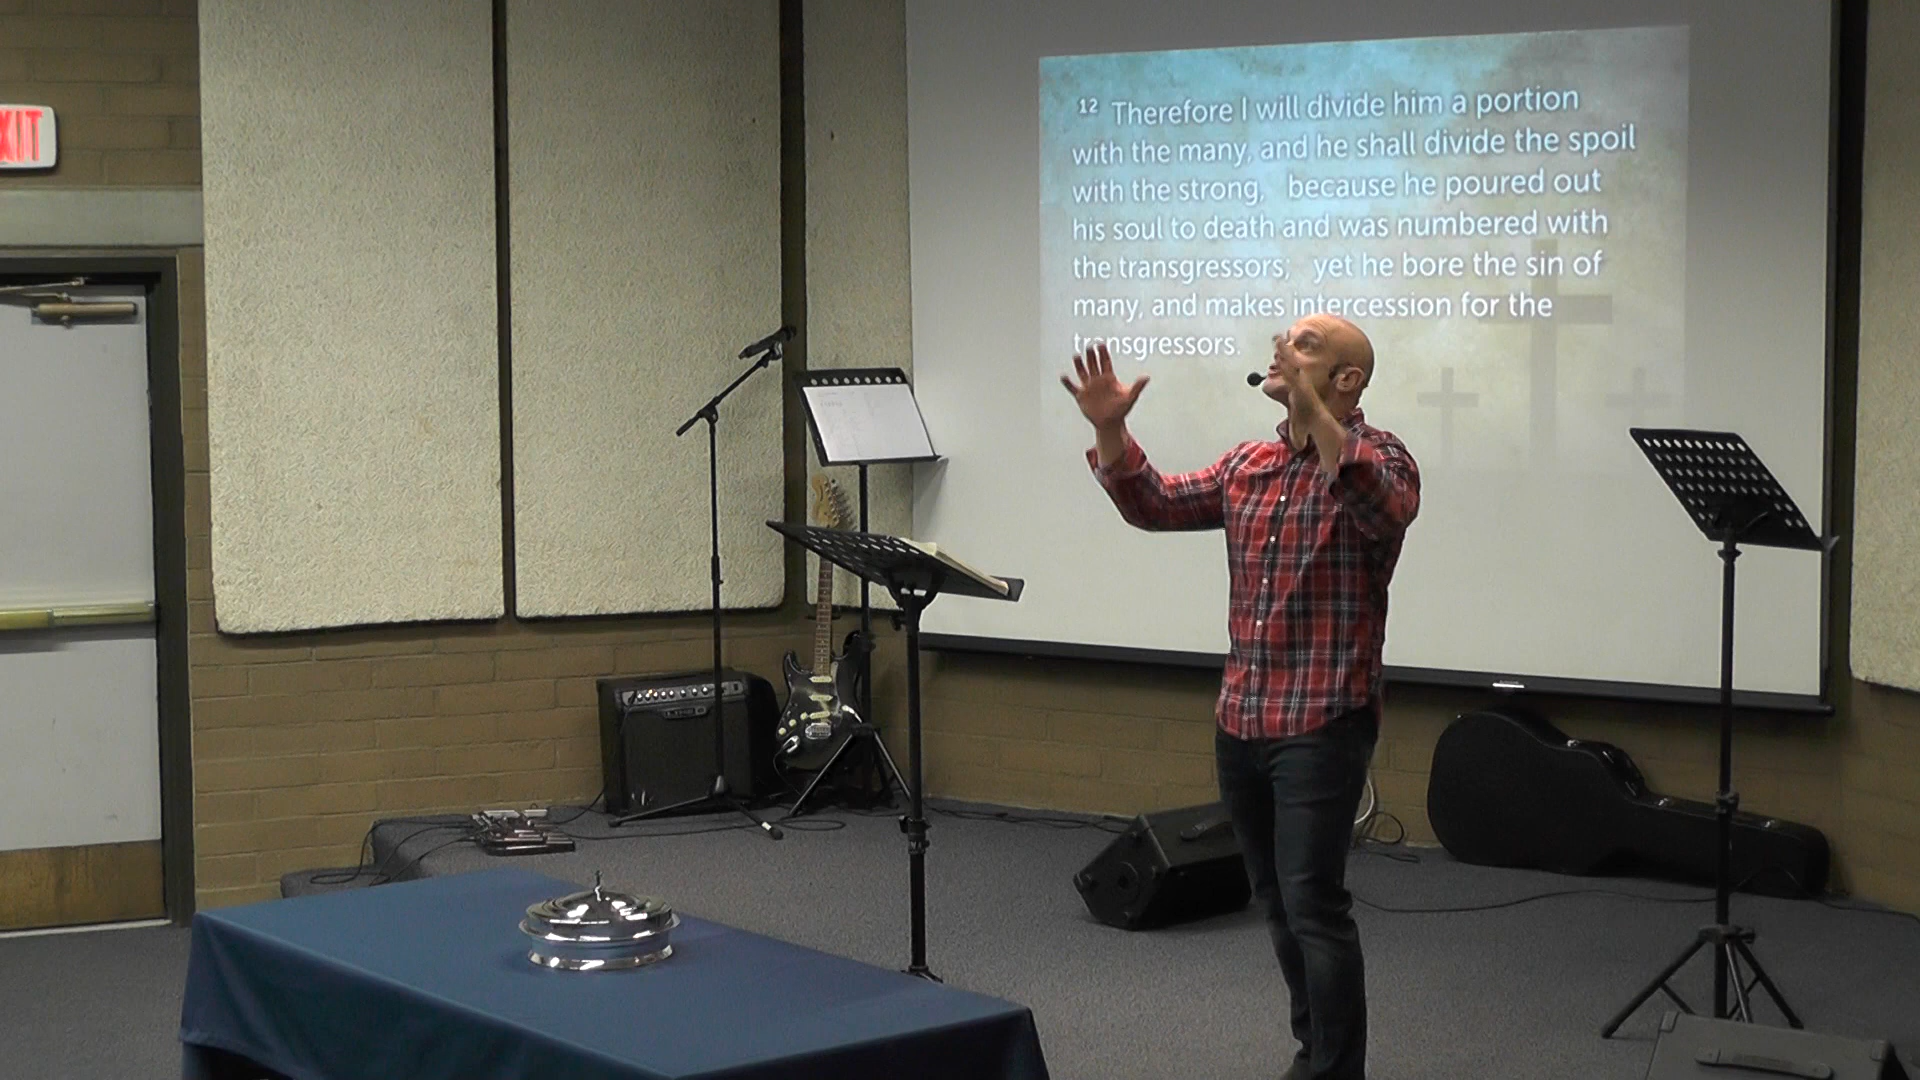 XIT
12 Therefore I will divide him a portion
with the many, and he shall divide the spoil
with the strong, because he poured out
his soul to death and was numbered with
the transgressors; yet he bore the sin of
many, and makes intercession for the
transgressors.